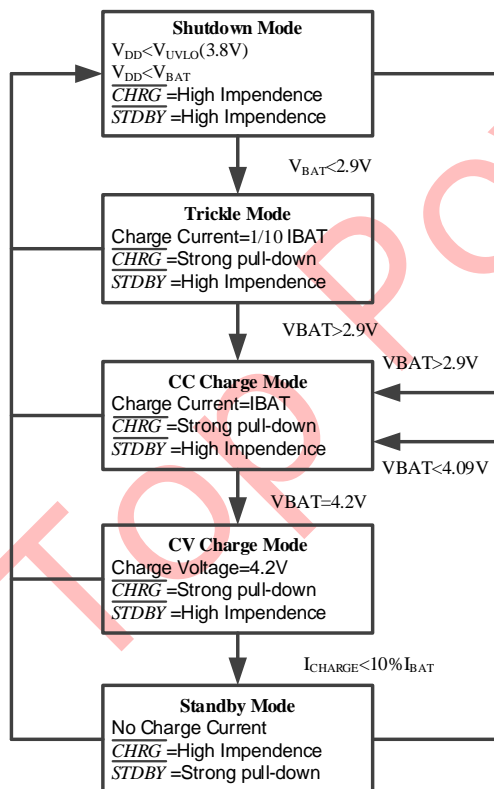 Shutdown Mode
V_DD<V_UVLO(3.8V)
V_DD<V_BAT
CHRG =High Impendence
STDBY =High Impendence
V_BAT<2.9V
Trickle Mode
Charge Current=1/10 IBAT
CHRG =Strong pull-down
STDBY =High Impendence
VBAT>2.9V
VBAT>2.9V
CC Charge Mode
Charge Current=IBAT
CHRG =Strong pull-down
STDBY =High Impendence
VBAT<4.09V
VBAT=4.2V
CV Charge Mode
Charge Voltage=4.2V
CHRG =Strong pull-down
STDBY =High Impendence
I_CHARGE<10%I_BAT
Standby Mode
No Charge Current
CHRG =High Impendence
STDBY =Strong pull-down
Top Po